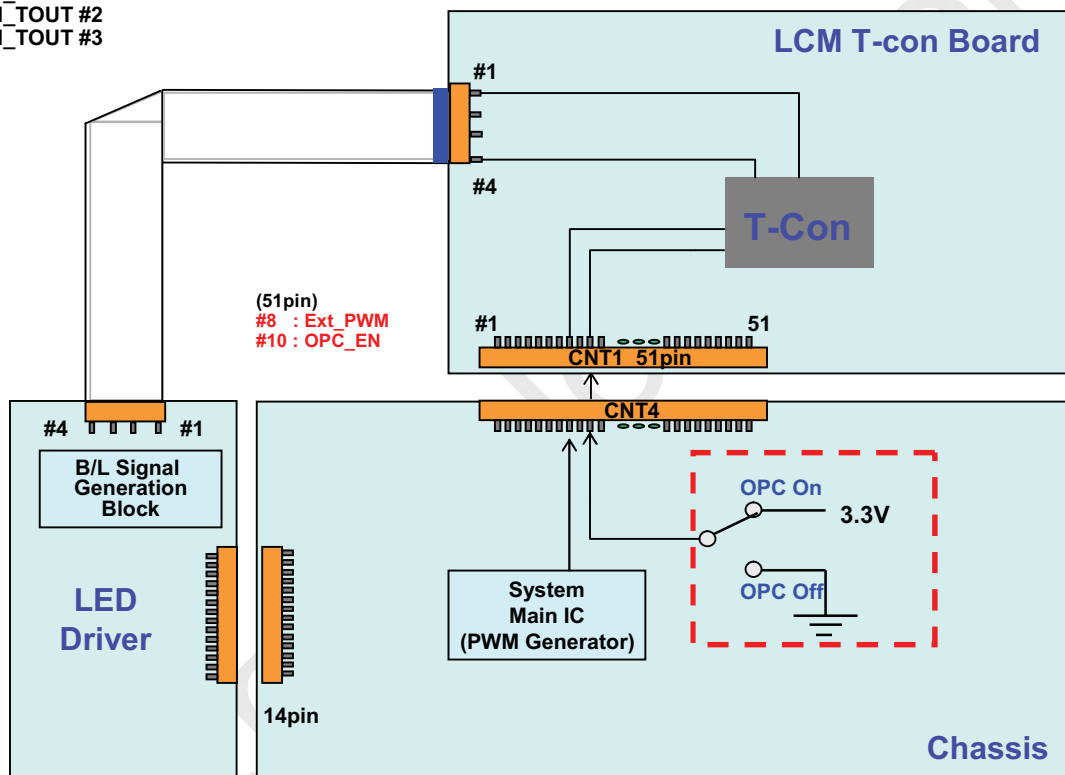 _TOUT #2
_TOUT #3
LCM T-con Board
#1
#4
T-Con
(51pin)
#8 : Ext_PWM
#10 : OPC_EN
#1
51
CNT1 51pin
CNT4
#4
#1
B/L Signal
Generation
Block
OPC On
3.3V
OPC Off
System
Main IC
(PWM Generator)
LED
Driver
14pin
Chassis